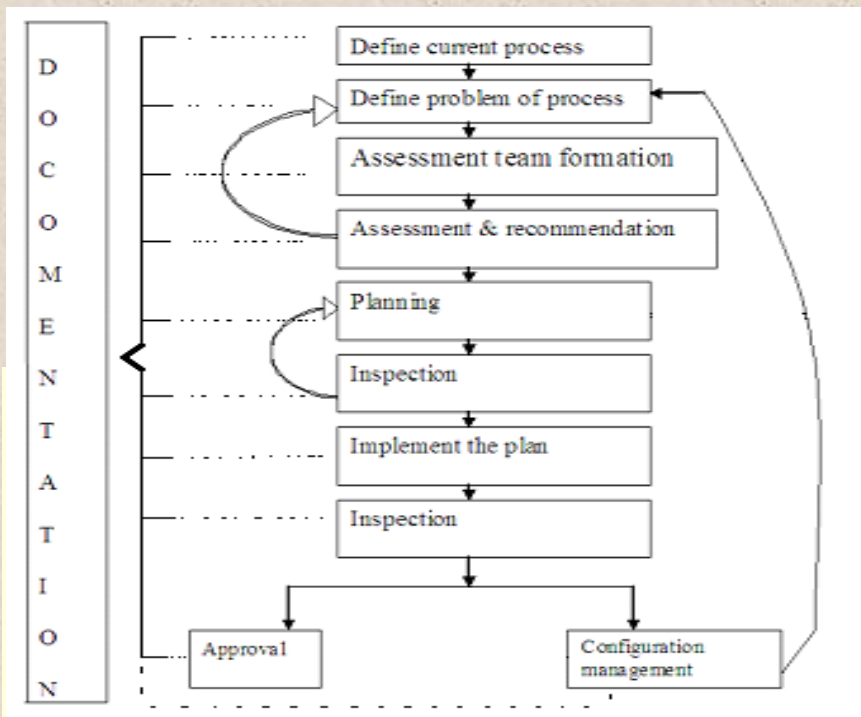 DOCOMENTATION
Define current process
Define problem of process
Assessment team formation
Assessment & recommendation
Planning
Inspection
Implement the plan
Inspection
Approval
Configuration
management